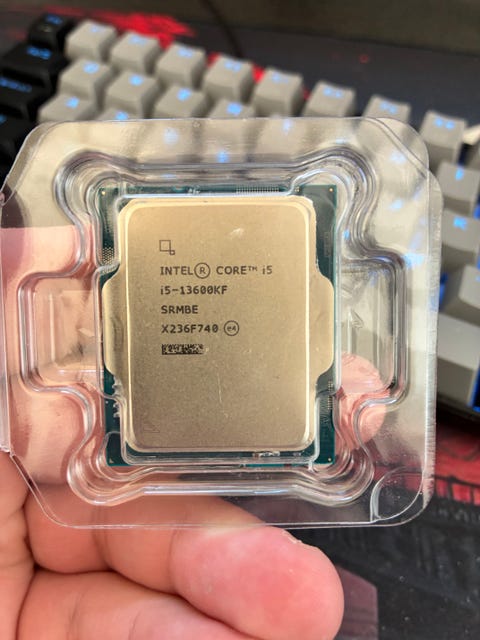 INTEL® CORE™ i5
i5-13600KF
SRMBE
X236F740 e4